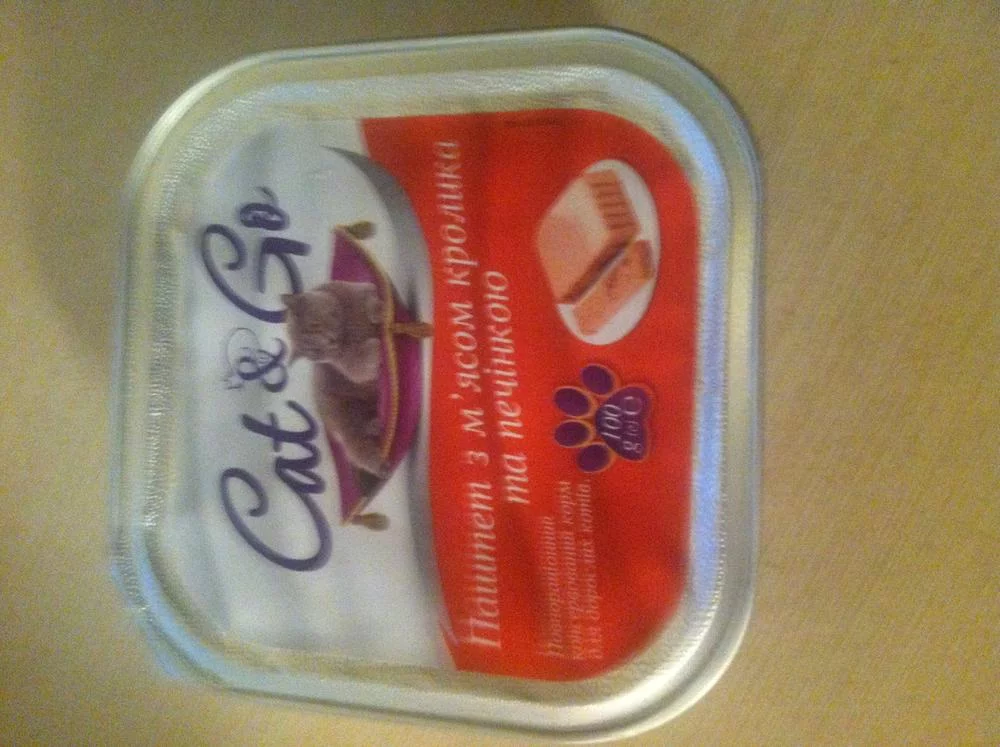 Cat & Go
Паштет з м'ясом кролика
та печінкою
Повнораціонний
консервований корм
для дорослих котів.
100
g (г) e